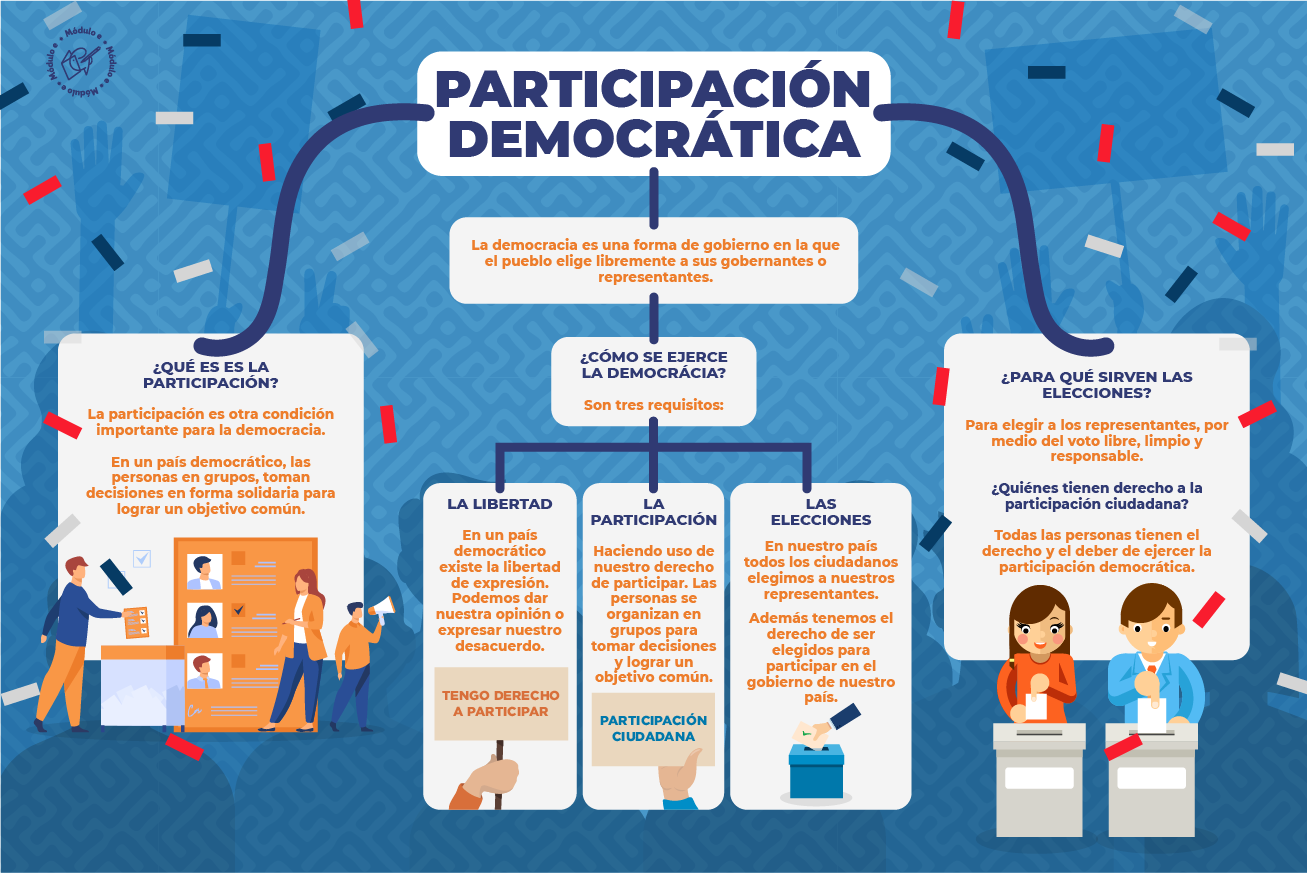 Módulo e • Módulo e • Módulo e • Módulo e •
PARTICIPACIÓN
DEMOCRÁTICA
La democracia es una forma de gobierno en la que
el pueblo elige libremente a sus gobernantes o
representantes.
¿QUÉ ES ES LA
PARTICIPACIÓN?
La participación es otra condición
importante para la democracia.
En un país democrático, las
personas en grupos, toman
decisiones en forma solidaria para
lograr un objetivo común.
¿CÓMO SE EJERCE
LA DEMOCRÁCIA?
Son tres requisitos:
LA LIBERTAD
En un país
democrático
existe la libertad
de expresión.
Podemos dar
nuestra opinión o
expresar nuestro
desacuerdo.
TENGO DERECHO
A PARTICIPAR
LA
PARTICIPACIÓN
Haciendo uso de
nuestro derecho
de participar. Las
personas se
organizan en
grupos para
tomar decisiones
y lograr un
objetivo común.
PARTICIPACIÓN
CIUDADANA
LAS
ELECCIONES
En nuestro país
todos los ciudadanos
elegimos a nuestros
representantes.
Además tenemos el
derecho de ser
elegidos para
participar en el
gobierno de nuestro
país.
¿PARA QUÉ SIRVEN LAS
ELECCIONES?
Para elegir a los representantes, por
medio del voto libre, limpio y
responsable.
¿Quiénes tienen derecho a la
participación ciudadana?
Todas las personas tienen el
derecho y el deber de ejercer la
participación democrática.